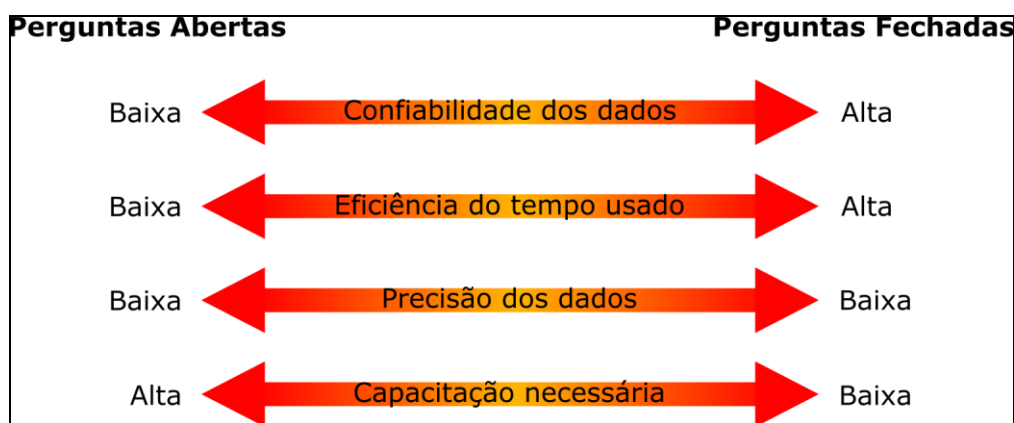 Perguntas Abertas Perguntas Fechadas
Baixa Confiabilidade dos dados Alta
Baixa Eficiência do tempo usado Alta
Baixa Precisão dos dados Baixa
Alta Capacitação necessária Baixa